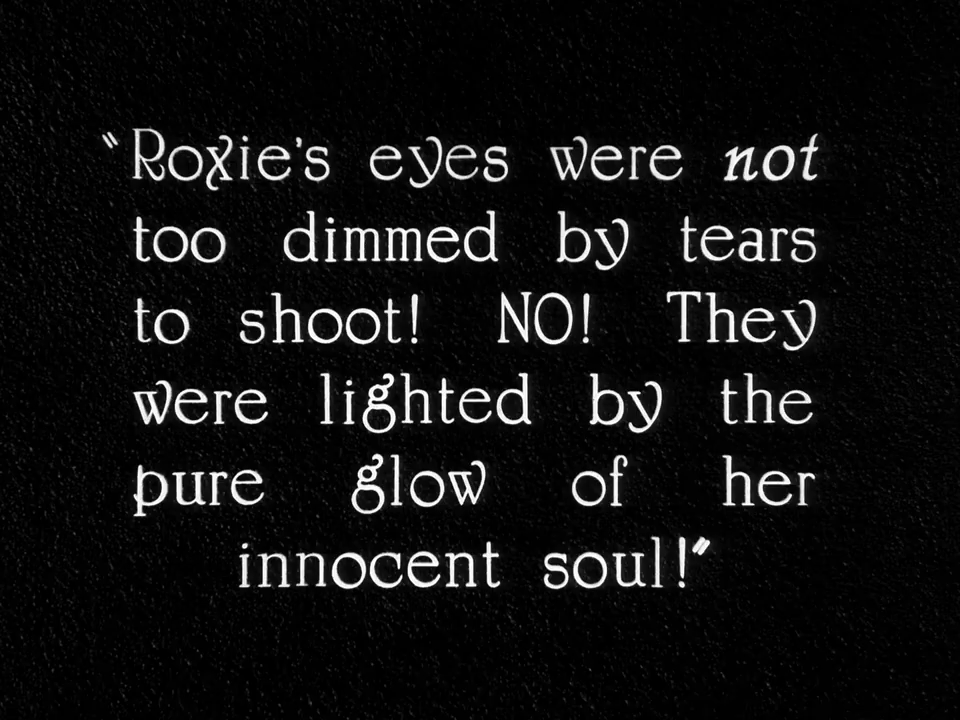 "Roxie's eyes were not
too dimmed by tears
to shoot! NO! They
were lighted by the
pure glow of her
innocent soul!"